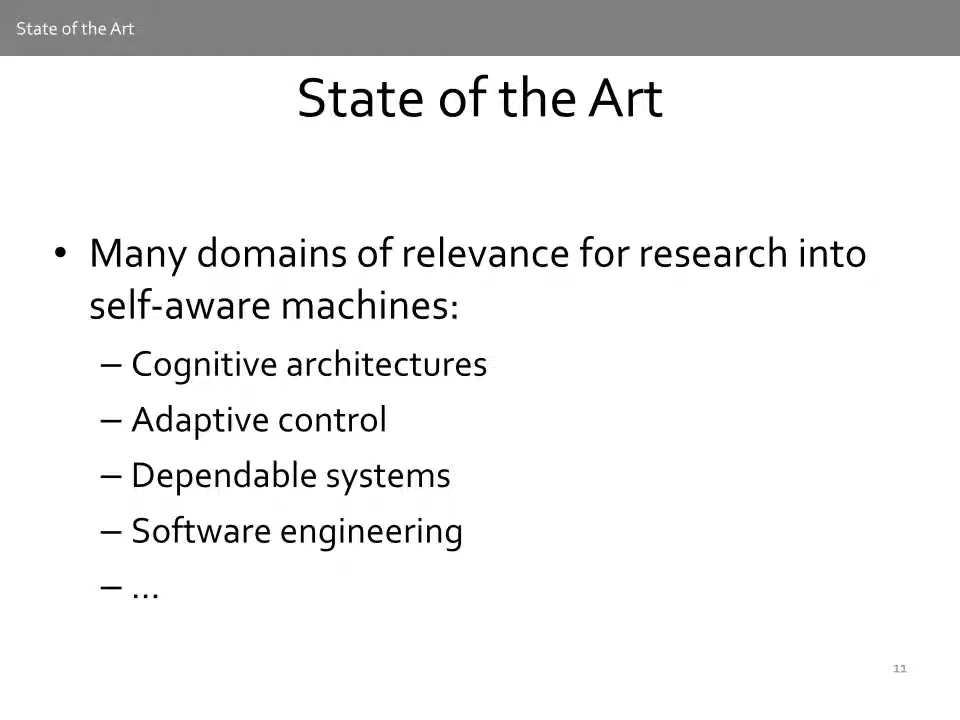 State of the Art
State of the Art
• Many domains of relevance for research into
self-aware machines:
– Cognitive architectures
– Adaptive control
– Dependable systems
– Software engineering
– ...
11